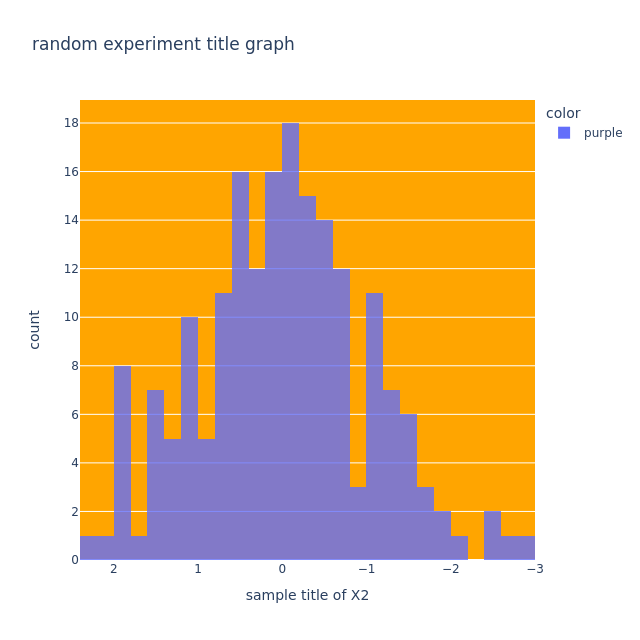 random experiment title graph
color
purple
18
16
14
12
10
8
6
4
2
0
count
2 1 0 −1 −2 −3
sample title of X2